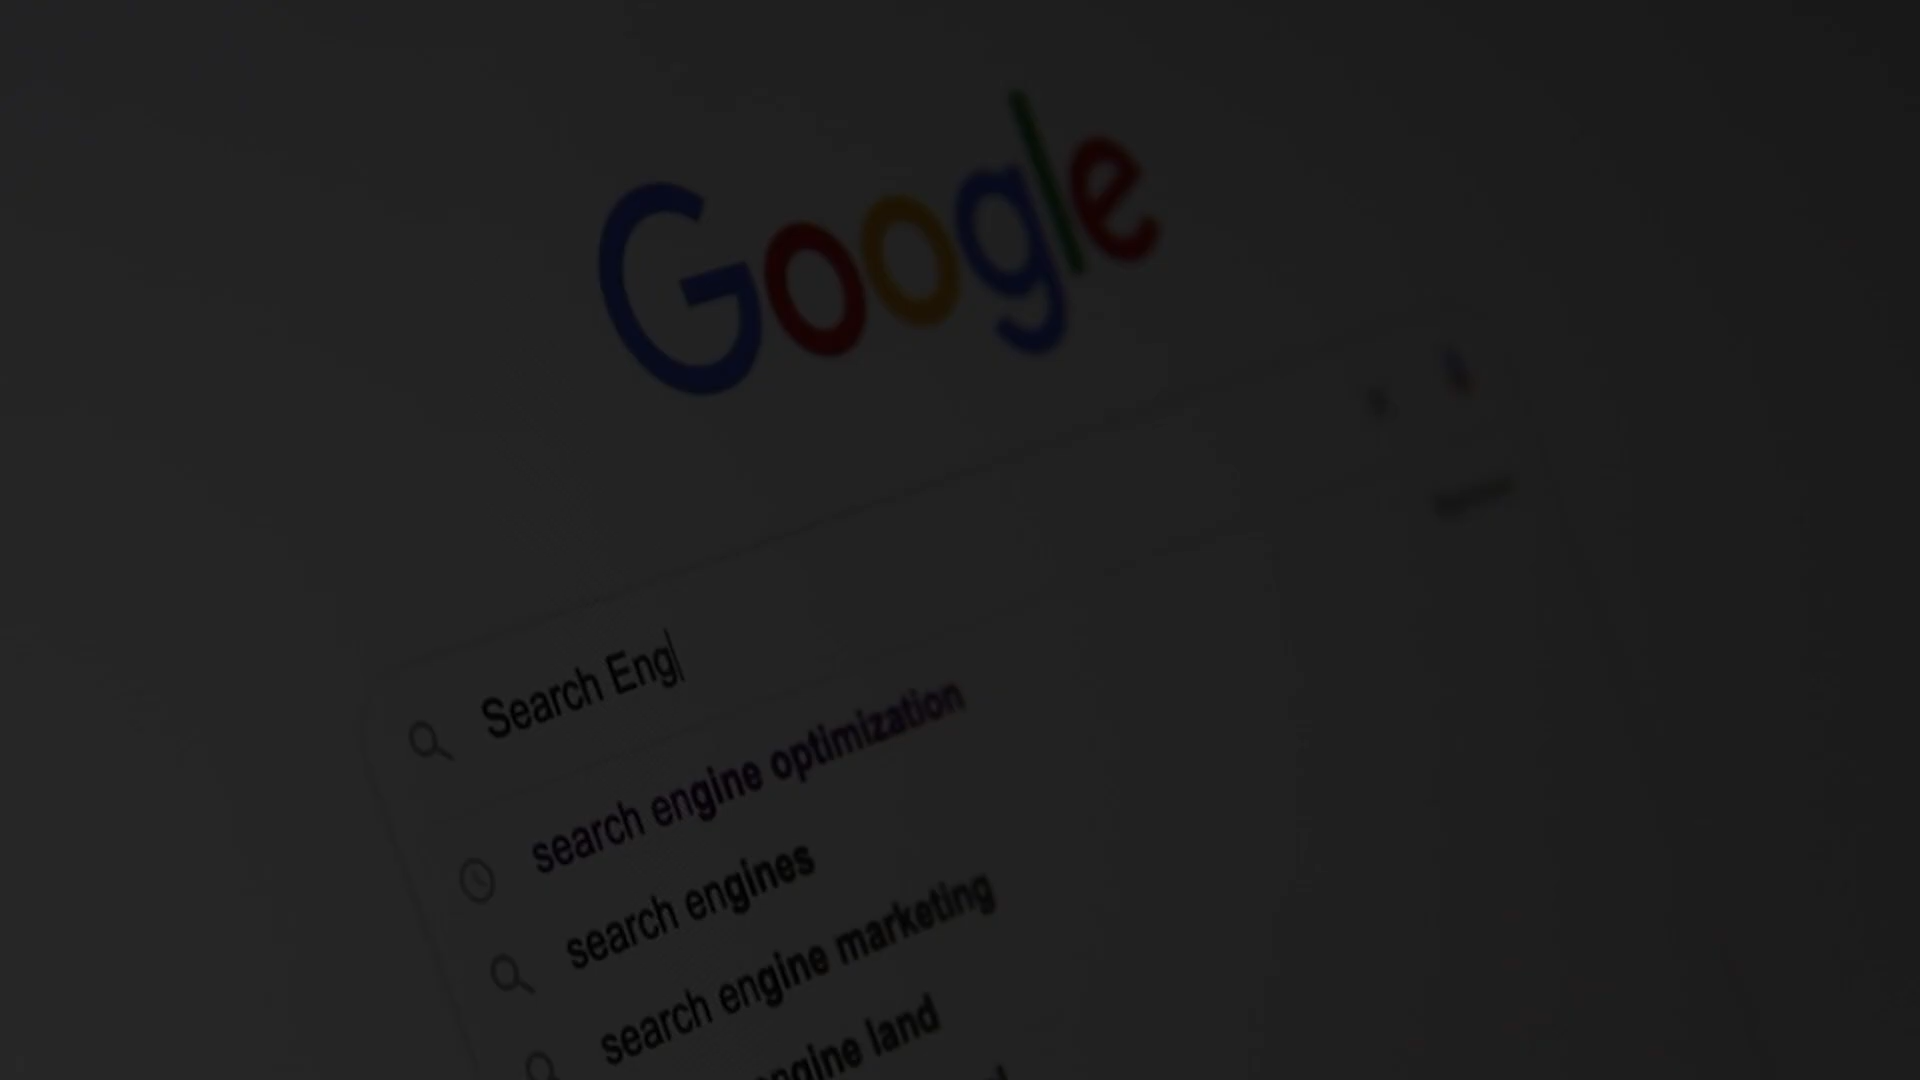 Google
Search Eng
search engine optimization
search engines
search engine marketing
engine land